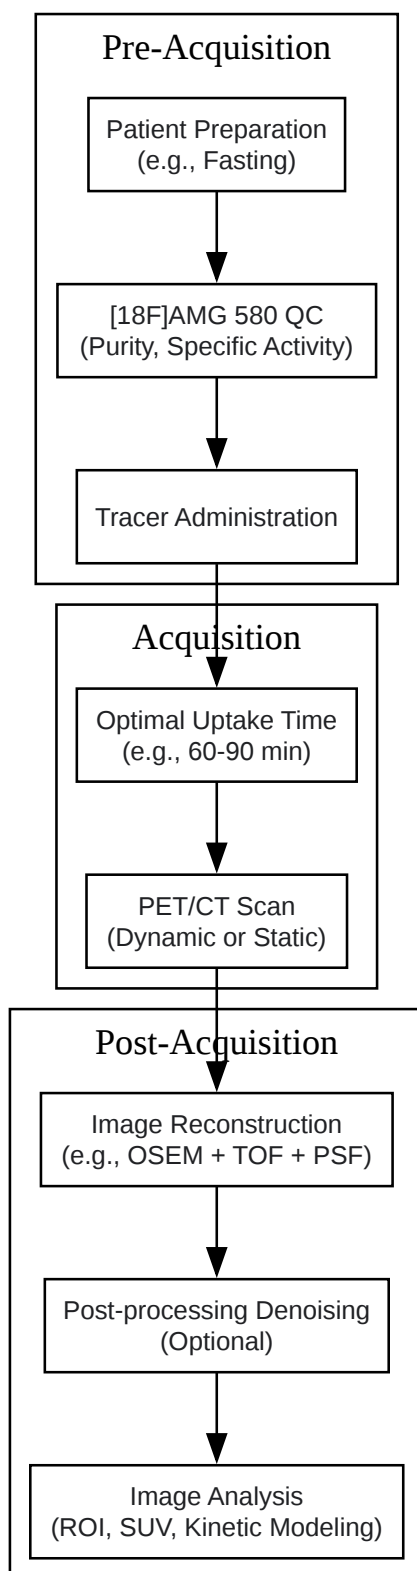 Pre-Acquisition
Patient Preparation
(e.g., Fasting)
[18F]AMG 580 QC
(Purity, Specific Activity)
Tracer Administration
Acquisition
Optimal Uptake Time
(e.g., 60-90 min)
PET/CT Scan
(Dynamic or Static)
Post-Acquisition
Image Reconstruction
(e.g., OSEM + TOF + PSF)
Post-processing Denoising
(Optional)
Image Analysis
(ROI, SUV, Kinetic Modeling)